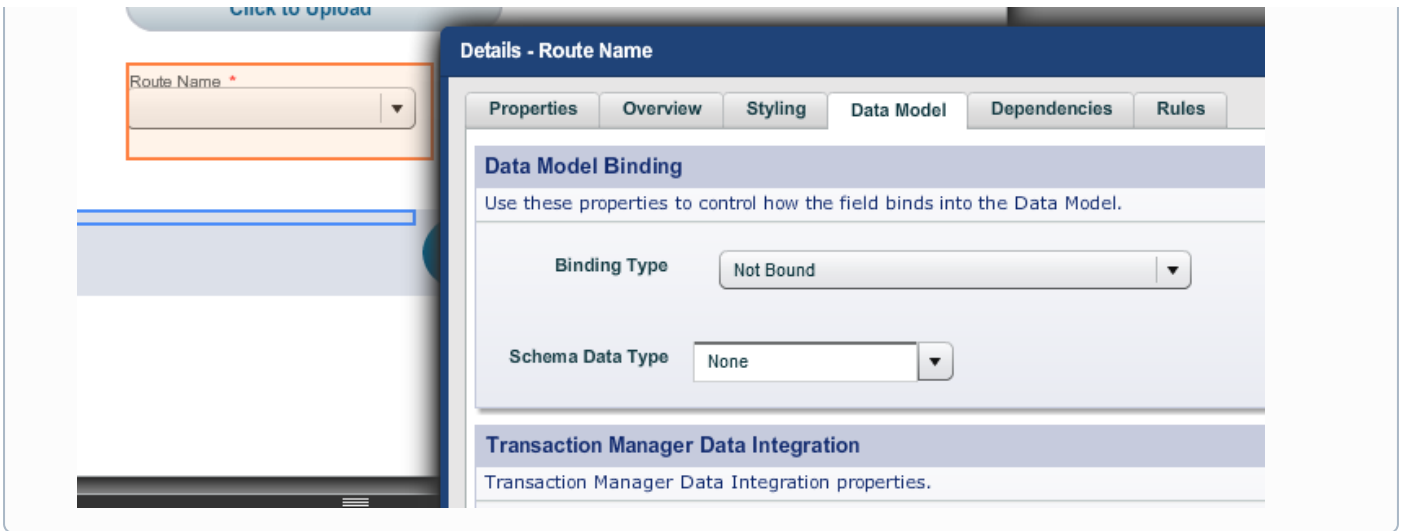 Click to Upload
Details - Route Name
Route Name *
Properties Overview Styling Data Model Dependencies Rules
Data Model Binding
Use these properties to control how the field binds into the Data Model.
Binding Type Not Bound
Schema Data Type None
Transaction Manager Data Integration
Transaction Manager Data Integration properties.